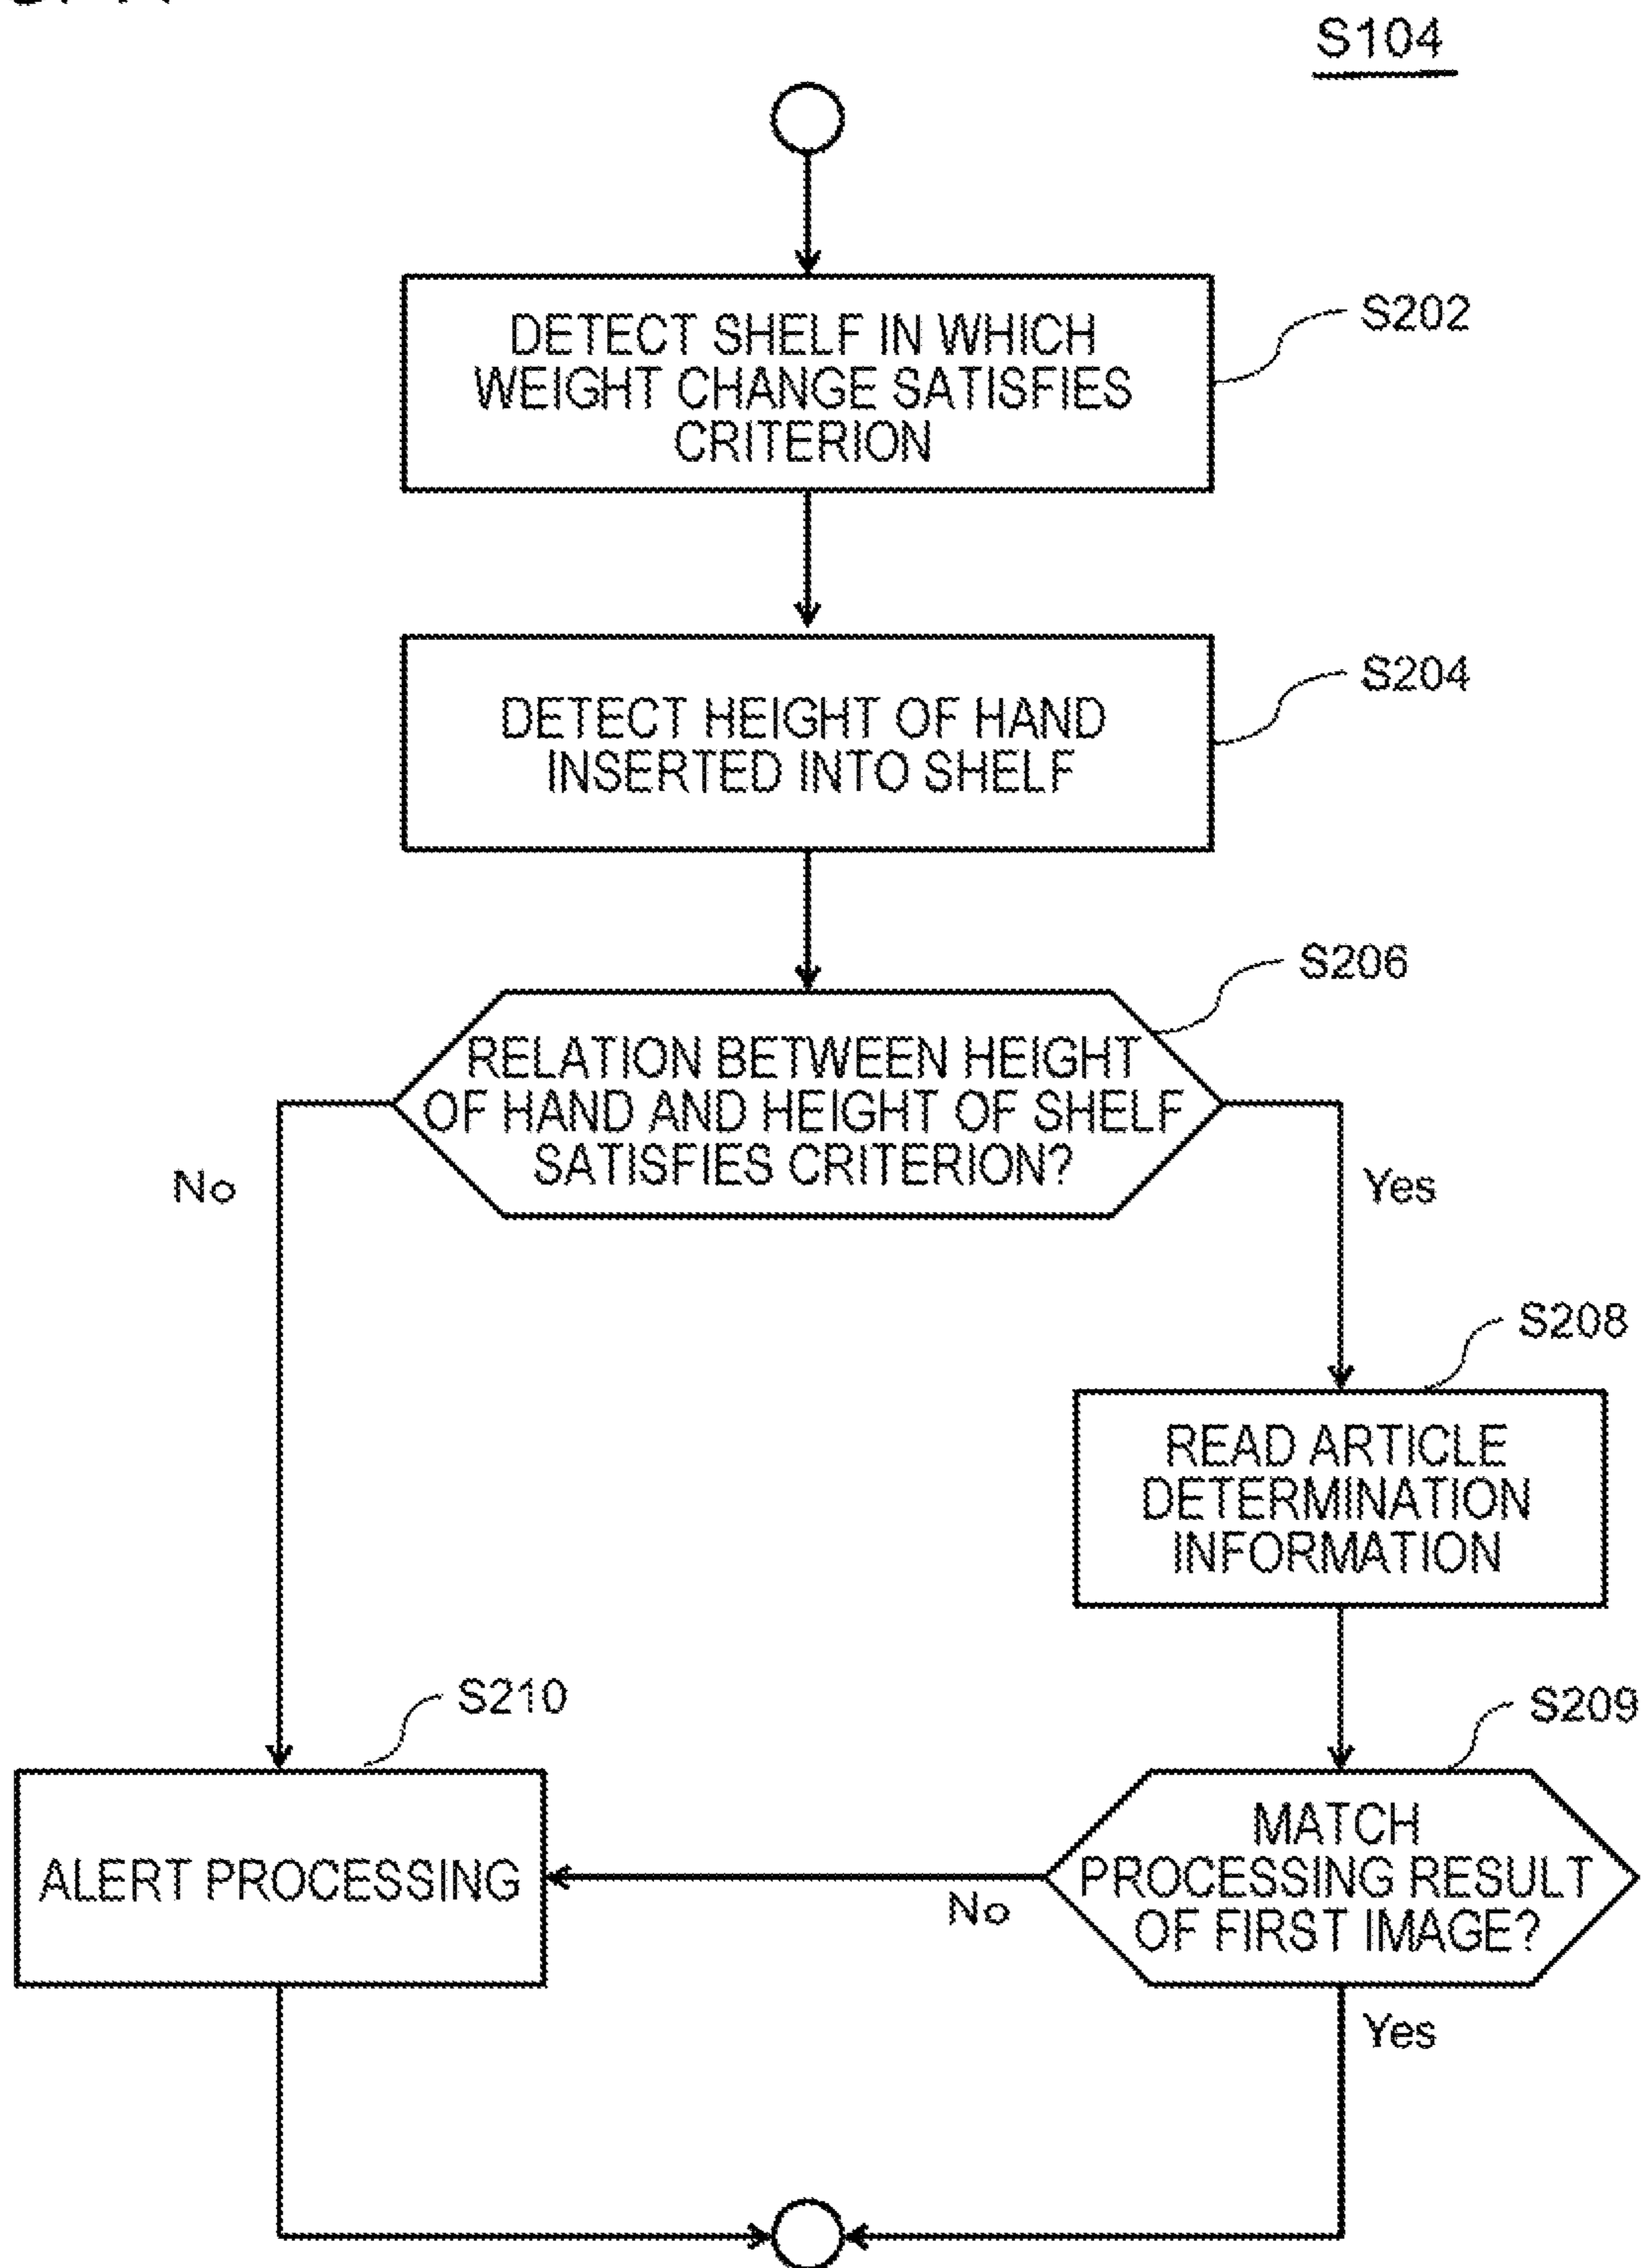 S104
DETECT SHELF IN WHICH
WEIGHT CHANGE SATISFIES
CRITERION
S202
DETECT HEIGHT OF HAND
INSERTED INTO SHELF
S204
RELATION BETWEEN HEIGHT
OF HAND AND HEIGHT OF SHELF
SATISFIES CRITERION?
S206
No
Yes
READ ARTICLE
DETERMINATION
INFORMATION
S208
ALERT PROCESSING
S210
MATCH
PROCESSING RESULT
OF FIRST IMAGE?
S209
No
Yes